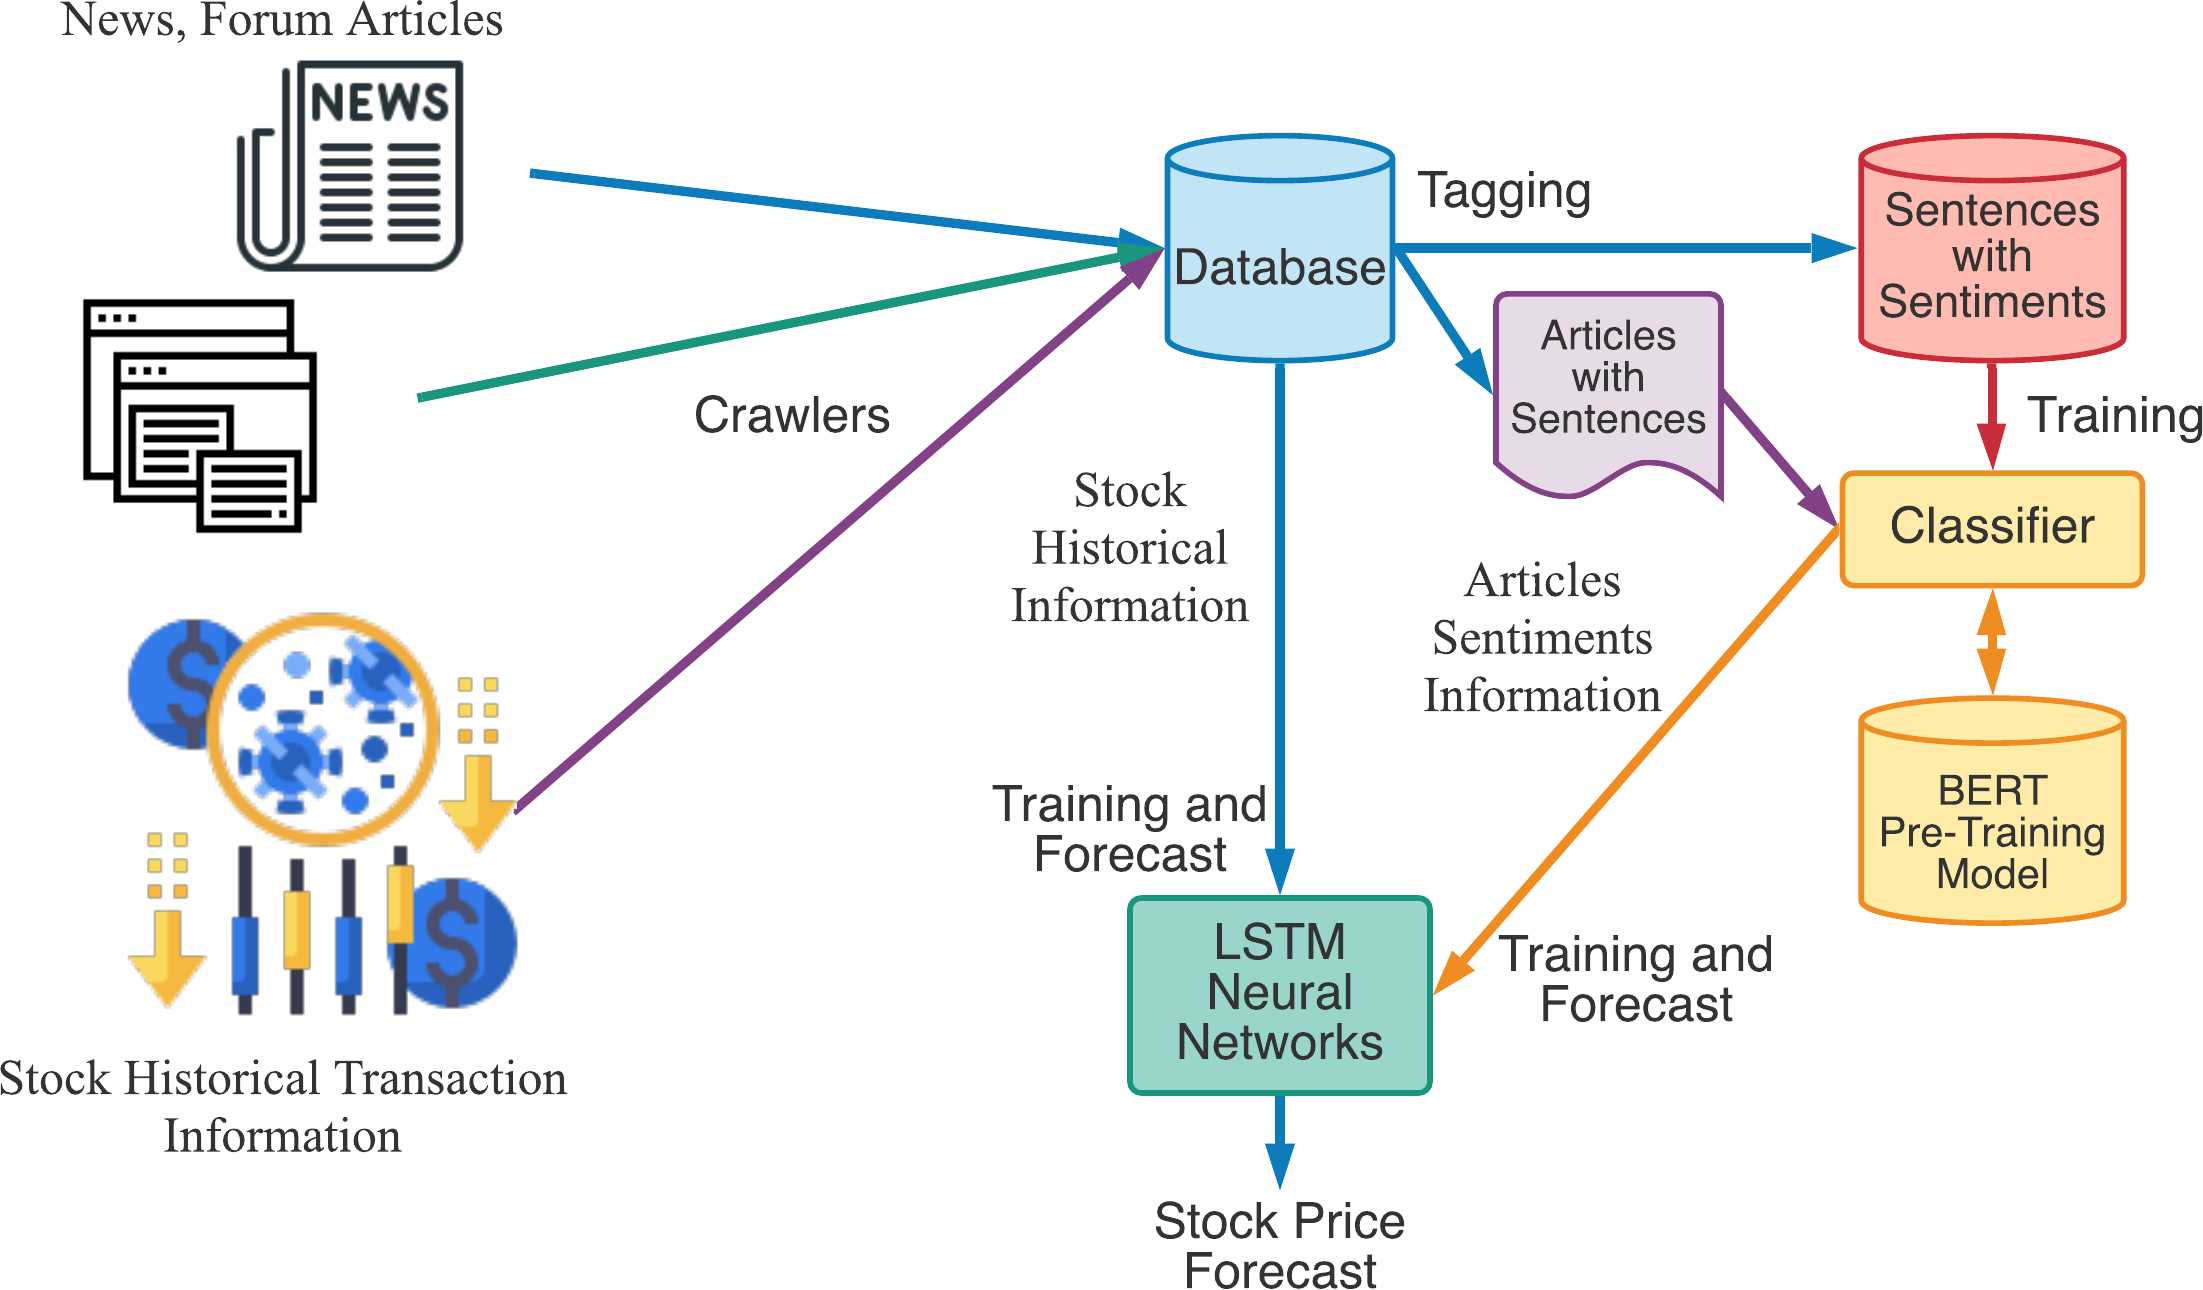 News, Forum Articles
NEWS
Crawlers
$
$
Stock Historical Transaction
Information
Database
Tagging
Sentences
with
Sentiments
Articles
with
Sentences
Training
Classifier
Stock
Historical
Information
Articles
Sentiments
Information
BERT
Pre-Training
Model
Training and
Forecast
LSTM
Neural
Networks
Training and
Forecast
Stock Price
Forecast